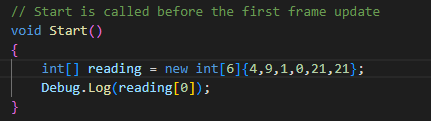 // Start is called before the first frame update
void Start()
{
    int[] reading = new int[6]{4,9,1,0,21,21};
    Debug.Log(reading[0]);
}